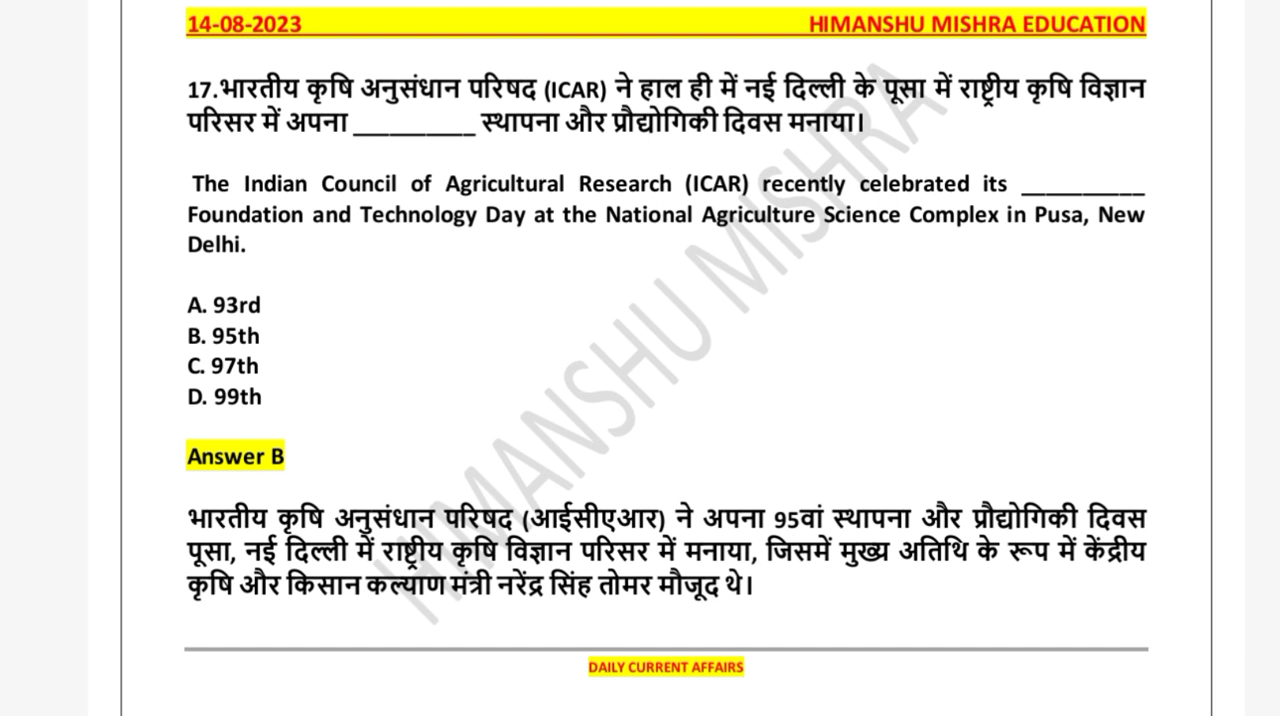 14-08-2023 HIMANSHU MISHRA EDUCATION
17.भारतीय कृषि अनुसंधान परिषद (ICAR) ने हाल ही में नई दिल्ली के पूसा में राष्ट्रीय कृषि विज्ञान
परिसर में अपना __________ स्थापना और प्रौद्योगिकी दिवस मनाया।
The Indian Council of Agricultural Research (ICAR) recently celebrated its __________
Foundation and Technology Day at the National Agriculture Science Complex in Pusa, New
Delhi.
A. 93rd
B. 95th
C. 97th
D. 99th
Answer B
भारतीय कृषि अनुसंधान परिषद (आईसीएआर) ने अपना 95वां स्थापना और प्रौद्योगिकी दिवस
पूसा, नई दिल्ली में राष्ट्रीय कृषि विज्ञान परिसर में मनाया, जिसमें मुख्य अतिथि के रूप में केंद्रीय
कृषि और किसान कल्याण मंत्री नरेंद्र सिंह तोमर मौजूद थे।
DAILY CURRENT AFFAIRS
HIMANSHU MISHRA